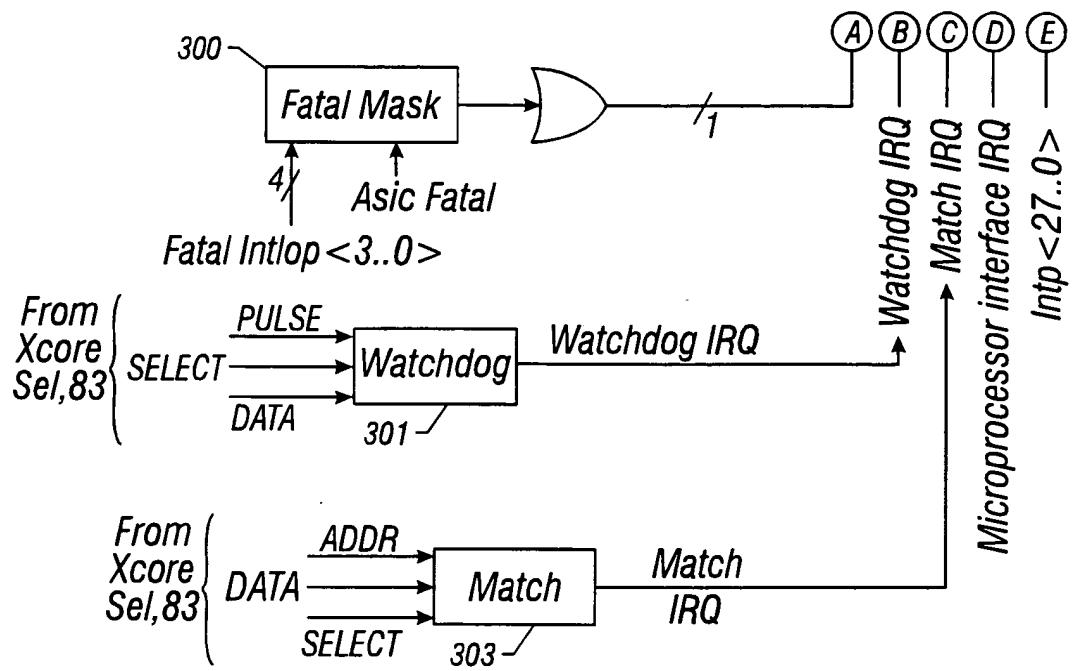 A B C D E
300
Fatal Mask
1
4
Asic Fatal
Fatal Intlop <3..0>
Watchdog IRQ
Match IRQ
Microprocessor interface IRQ
Intp <27..0>
From
Xcore
Sel,83
PULSE
SELECT
DATA
Watchdog
301
Watchdog IRQ
From
Xcore
Sel,83
ADDR
DATA
SELECT
Match
303
Match
IRQ